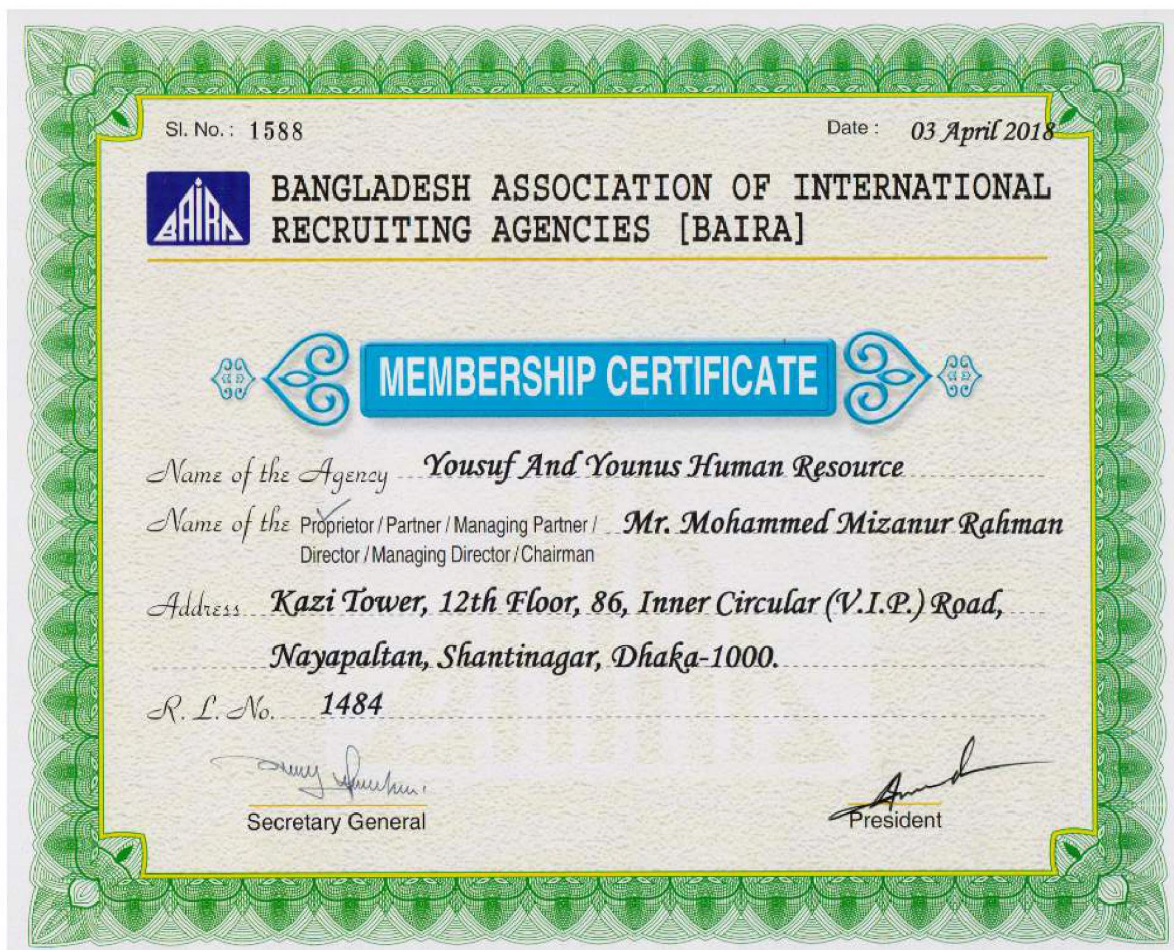 Sl. No. : 1588
Date : 03 April 2018
BAIRA
BANGLADESH ASSOCIATION OF INTERNATIONAL
RECRUITING AGENCIES [BAIRA]
MEMBERSHIP CERTIFICATE
Name of the Agency Yousuf And Younus Human Resource
Name of the Proprietor / Partner / Managing Partner / Mr. Mohammed Mizanur Rahman
Director / Managing Director / Chairman
Address Kazi Tower, 12th Floor, 86, Inner Circular (V.I.P.) Road,
Nayapaltan, Shantinagar, Dhaka-1000.
R. L. No. 1484
Secretary General
President